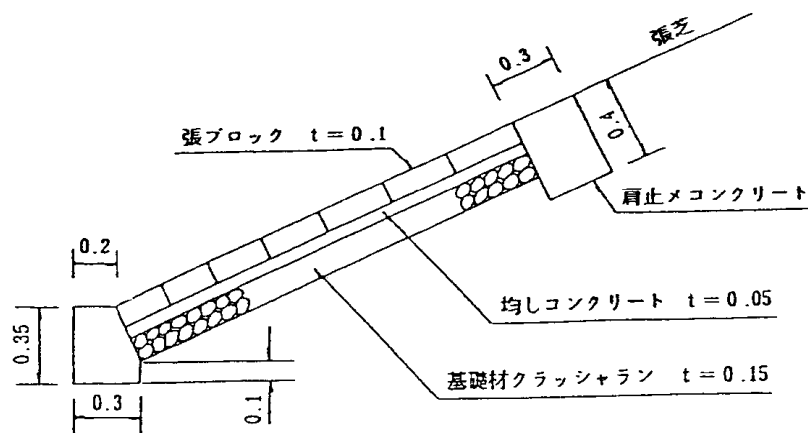 張芝
0.3
張ブロック t=0.1
0.4
肩止メコンクリート
0.2
均しコンクリート t=0.05
0.35
基礎材クラッシャラン t=0.15
0.3
0.1